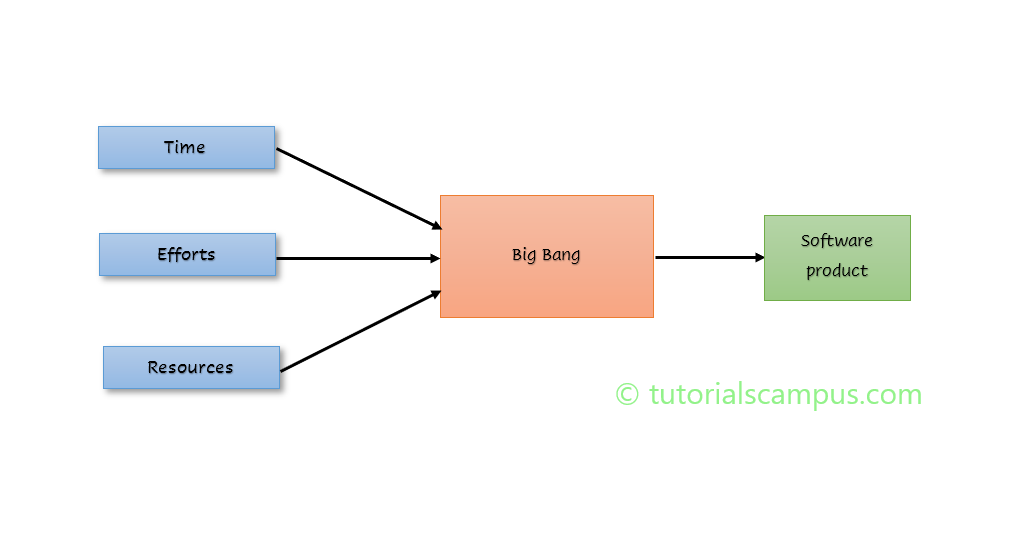 Time
Efforts
Resources
Big Bang
Software
product
© tutorialscampus.com